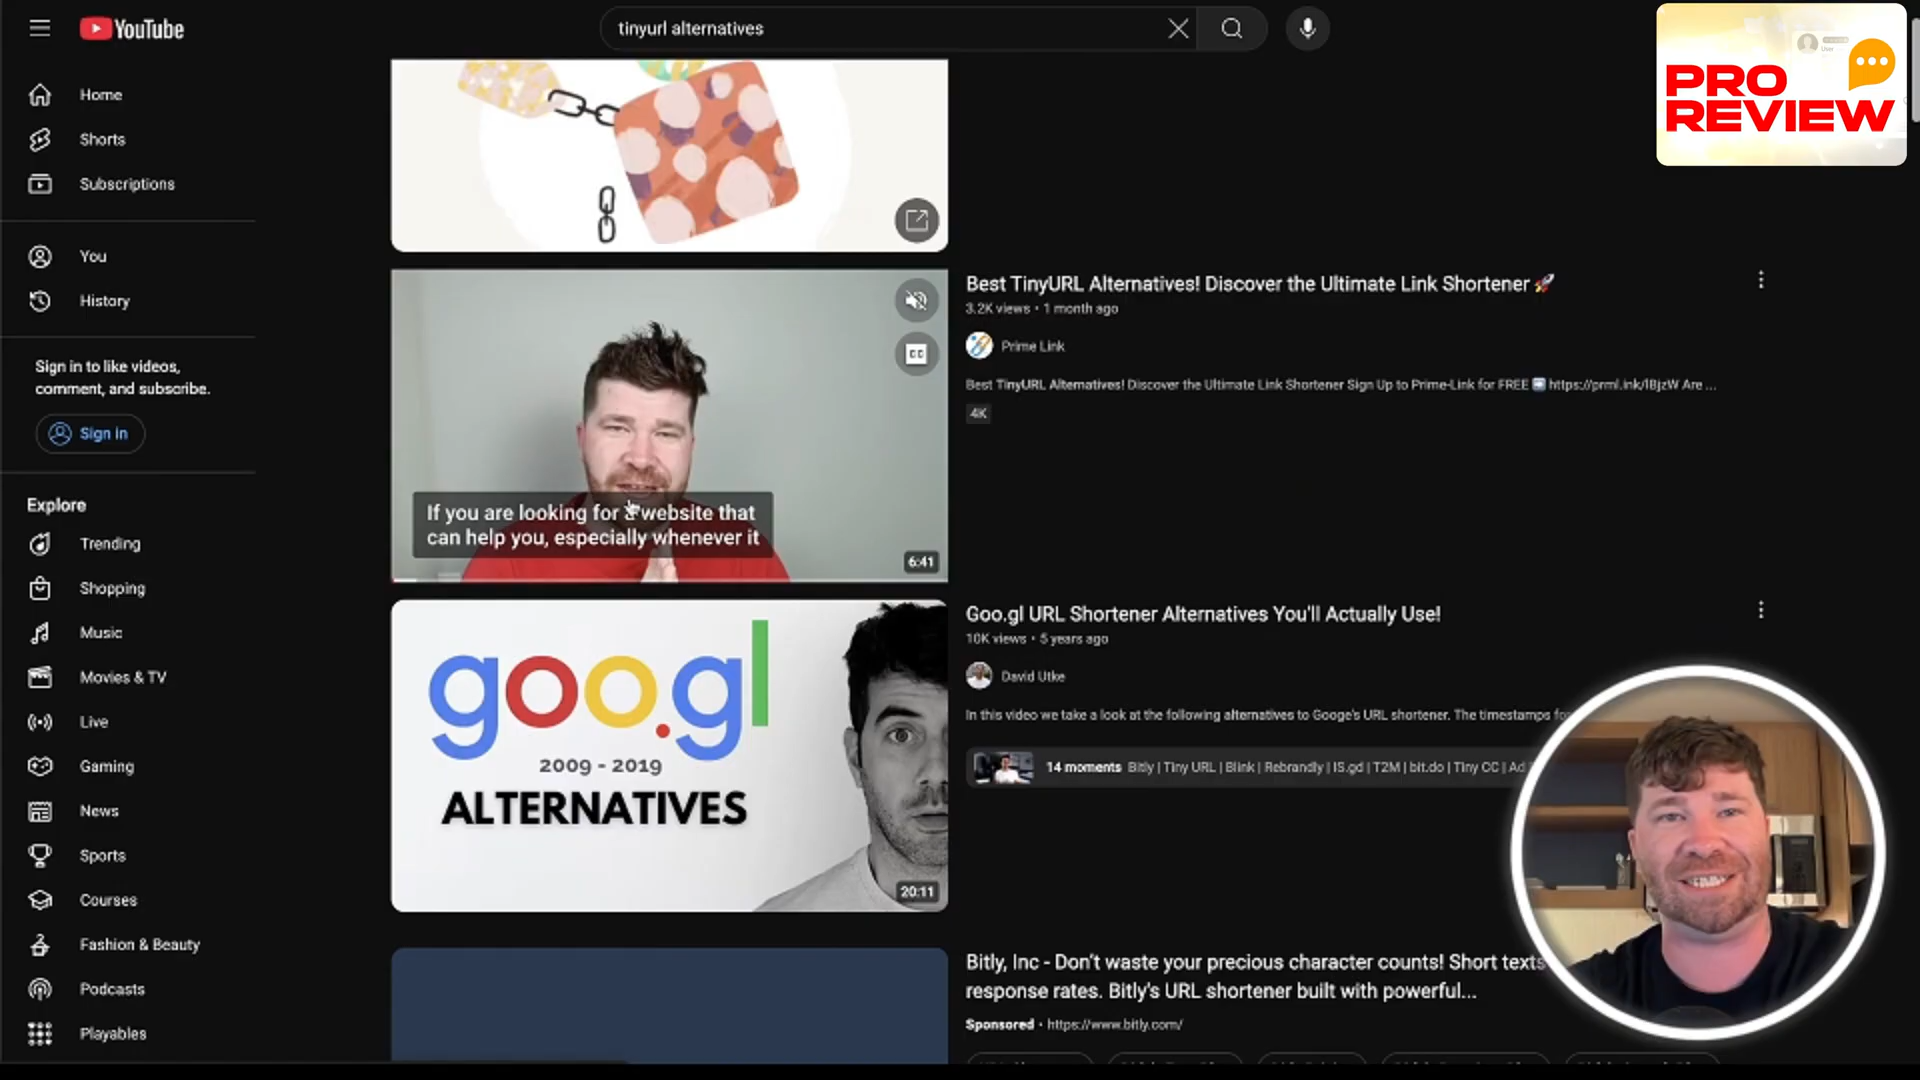 YouTube
tinyurl alternatives
PRO
REVIEW
Home
Shorts
Subscriptions
You
History
Sign in to like videos,
comment, and subscribe.
Sign in
Explore
Trending
Shopping
Music
Movies & TV
Live
Gaming
News
Sports
Courses
Fashion & Beauty
Podcasts
Playables
CC
If you are looking for a website that
can help you, especially whenever it
6:41
Best TinyURL Alternatives! Discover the Ultimate Link Shortener 🚀
3.2K views • 1 month ago
Prime Link
Best TinyURL Alternatives! Discover the Ultimate Link Shortener Sign Up to Prime-Link for FREE ➡️ https://prml.ink/lBjzW Are ...
4K
goo.gl
2009 - 2019
ALTERNATIVES
20:11
Goo.gl URL Shortener Alternatives You'll Actually Use!
10K views • 5 years ago
David Utke
In this video we take a look at the following alternatives to Googe's URL shortener. The timestamps fo
14 moments Bitly | Tiny URL | Blink | Rebrandly | IS.gd | T2M | bit.do | Tiny CC | Ad
Bitly, Inc - Don't waste your precious character counts! Short texts
response rates. Bitly's URL shortener built with powerful...
Sponsored • https://www.bitly.com/